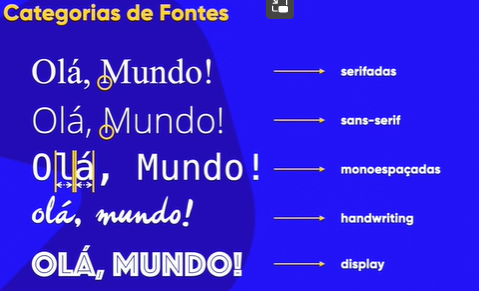 Categorias de Fontes
Olá, Mundo! serifadas
Olá, Mundo! sans-serif
Olá, Mundo! monoespaçadas
olá, mundo! handwriting
OLÁ, MUNDO! display